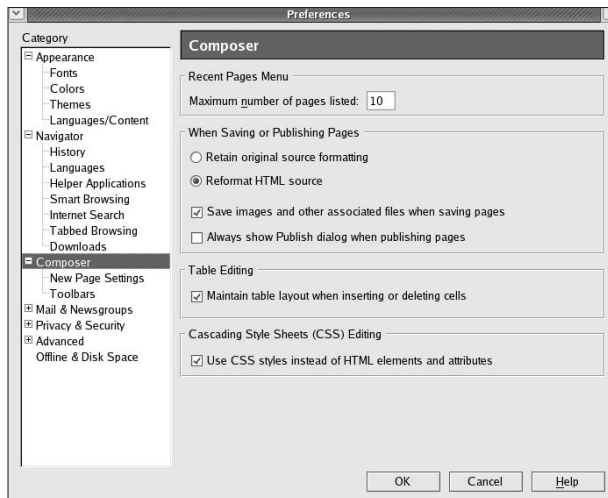 Preferences
Category
Appearance
Fonts
Colors
Themes
Languages/Content
Navigator
History
Languages
Helper Applications
Smart Browsing
Internet Search
Tabbed Browsing
Downloads
Composer
New Page Settings
Toolbars
Mail & Newsgroups
Privacy & Security
Advanced
Offline & Disk Space
Composer
Recent Pages Menu
Maximum number of pages listed: 10
When Saving or Publishing Pages
Retain original source formatting
Reformat HTML source
Save images and other associated files when saving pages
Always show Publish dialog when publishing pages
Table Editing
Maintain table layout when inserting or deleting cells
Cascading Style Sheets (CSS) Editing
Use CSS styles instead of HTML elements and attributes
OK Cancel Help